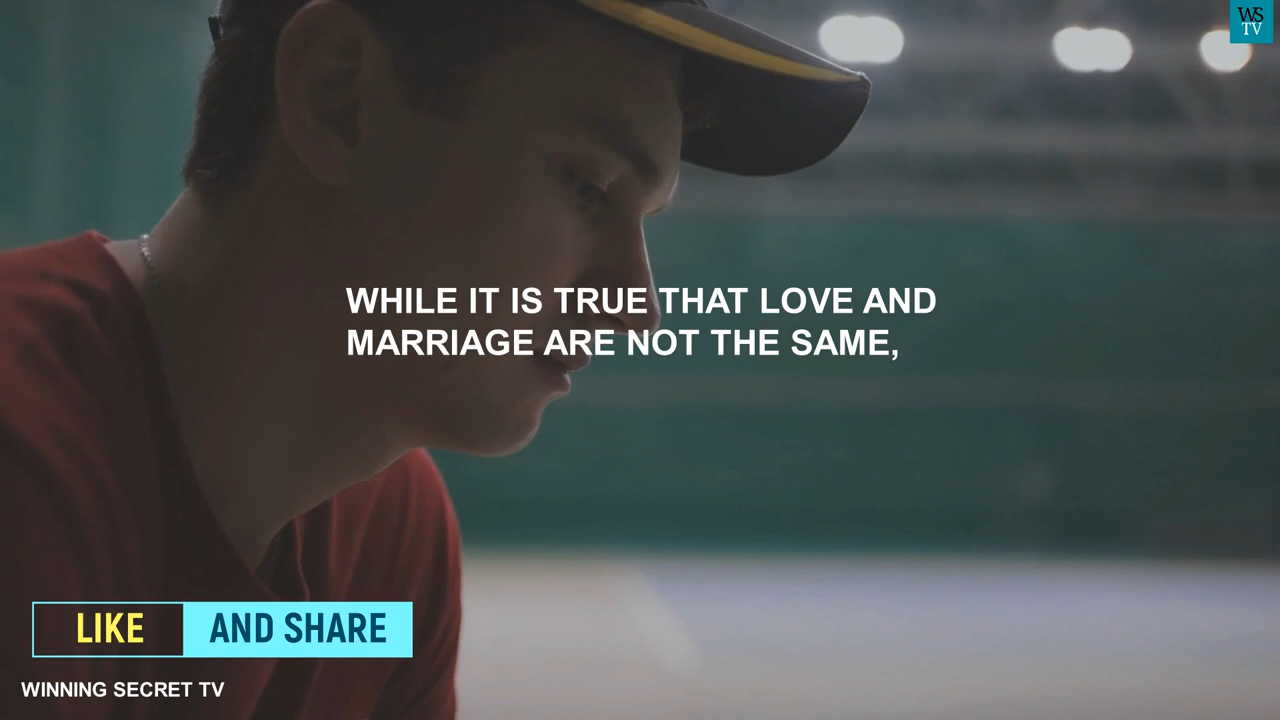 WS
TV
WHILE IT IS TRUE THAT LOVE AND
MARRIAGE ARE NOT THE SAME,
LIKE AND SHARE
WINNING SECRET TV